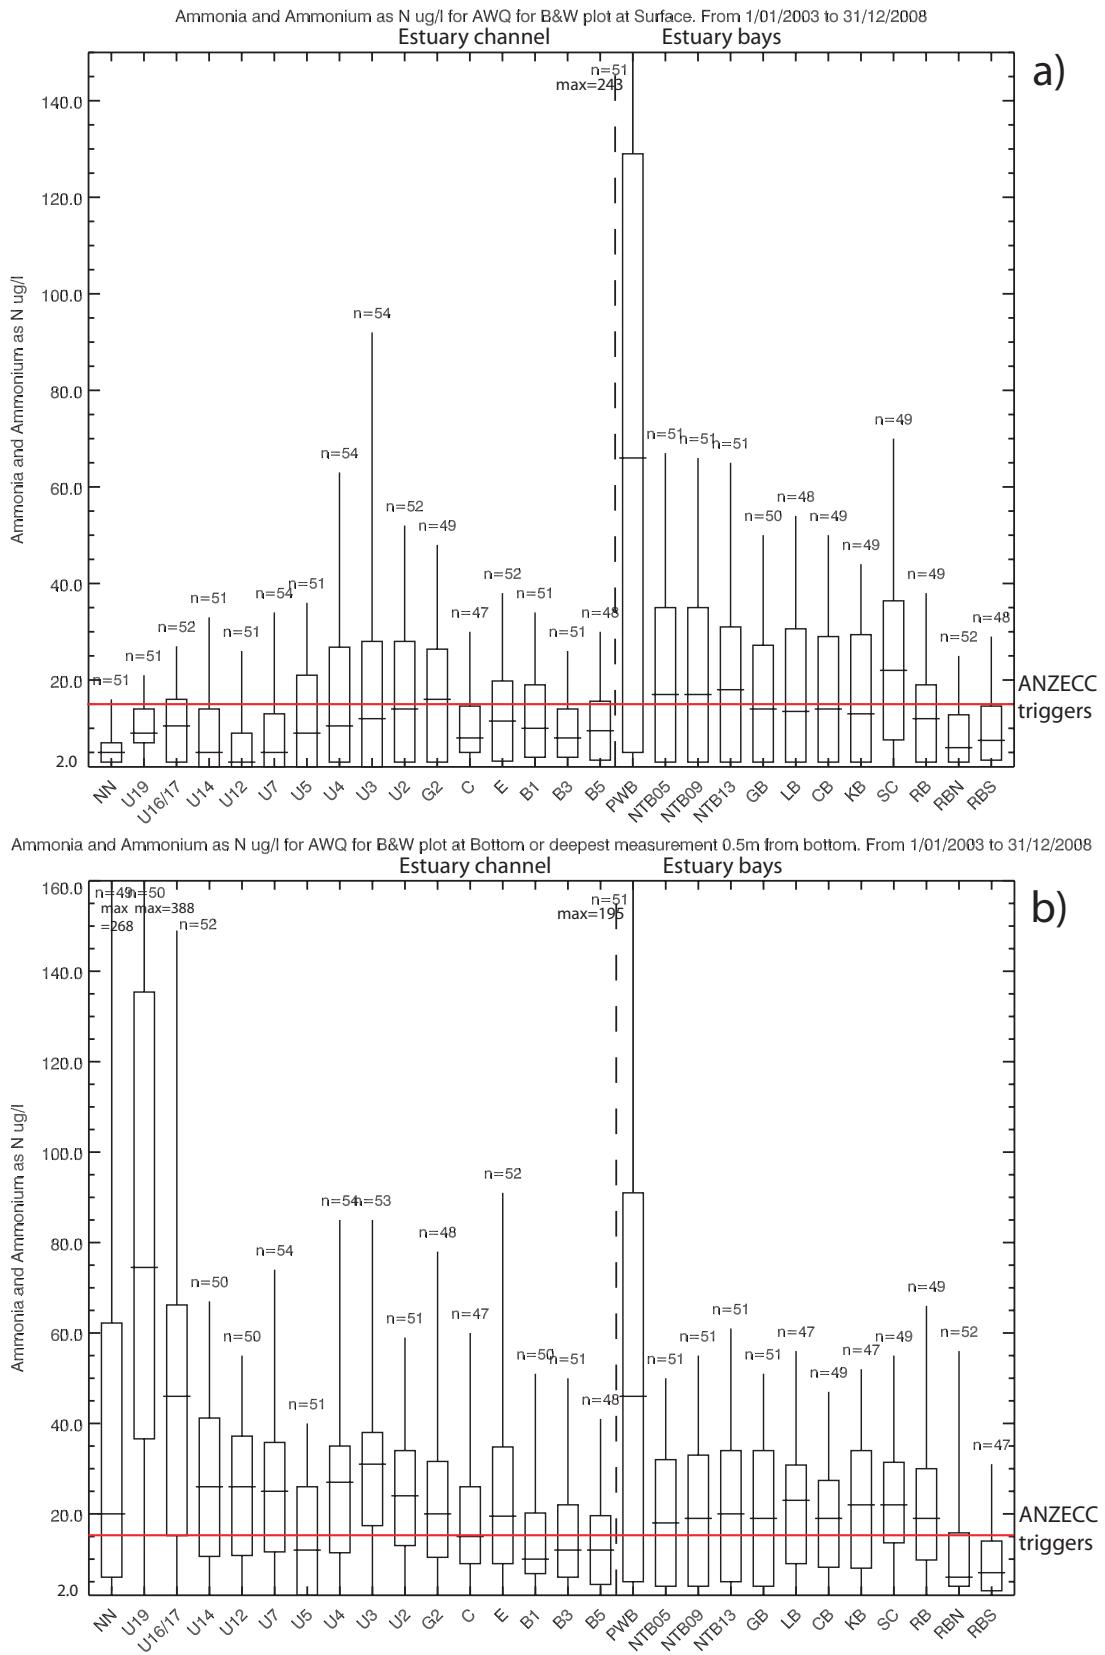 Ammonia and Ammonium as N ug/l for AWQ for B&W plot at Surface. From 1/01/2003 to 31/12/2008
Estuary channel Estuary bays
a)
n=51
max=243
140.0
120.0
100.0
80.0
60.0
40.0
20.0
2.0
Ammonia and Ammonium as N ug/l
n=51 n=51 n=52 n=51 n=51 n=54 n=51 n=54 n=54 n=52 n=49 n=47 n=52 n=51 n=51 n=48 n=51 n=51 n=51 n=50 n=48 n=49 n=49 n=49 n=49 n=52 n=48
ANZECC
triggers
NN U19 U16/17 U14 U12 U7 U5 U4 U3 U2 G2 C E B1 B3 B5 PWB NTB05 NTB09 NTB13 GB LB CB KB SC RB RBN RBS
Ammonia and Ammonium as N ug/l for AWQ for B&W plot at Bottom or deepest measurement 0.5m from bottom. From 1/01/2003 to 31/12/2008
Estuary channel Estuary bays
b)
160.0
140.0
120.0
100.0
80.0
60.0
40.0
20.0
2.0
Ammonia and Ammonium as N ug/l
n=49 n=50 n=51
max max=388 max=195
=268
n=52 n=50 n=50 n=54 n=51 n=54 n=53 n=51 n=48 n=47 n=52 n=50 n=51 n=48 n=51 n=51 n=51 n=51 n=47 n=49 n=47 n=49 n=49 n=52 n=47
ANZECC
triggers
NN U19 U16/17 U14 U12 U7 U5 U4 U3 U2 G2 C E B1 B3 B5 PWB NTB05 NTB09 NTB13 GB LB CB KB SC RB RBN RBS